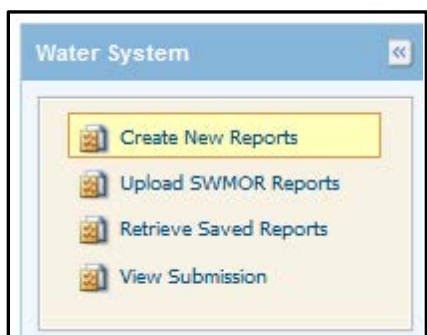 Water System
Create New Reports
Upload SWMOR Reports
Retrieve Saved Reports
View Submission